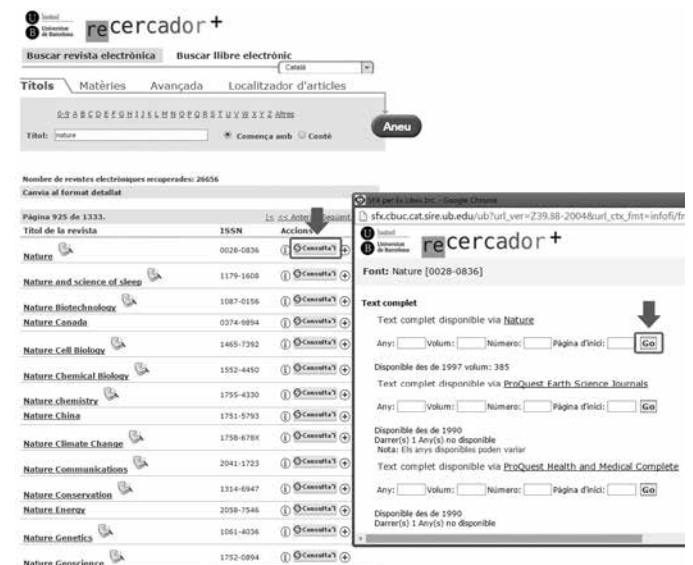 Universitat de Barcelona
recercador+
Buscar revista electrònica Buscar llibre electrònic
Català
Títols Matèries Avançada Localitzador d'articles
0-9 A B C D E F G H I J K L M N O P Q R S T U V W X Y Z Altres
Títol: nature Comença amb Conté
Aneu
Nombre de revistes electròniques recuperades: 26656
Canvia al format detallat
Pàgina 925 de 1333.
Títol de la revista ISSN Accions
Nature 0028-0836 Consulta'l
Nature and science of sleep 1179-1608 Consulta'l
Nature Biotechnology 1087-0156 Consulta'l
Nature Canada 0374-9894 Consulta'l
Nature Cell Biology 1465-7392 Consulta'l
Nature Chemical Biology 1552-4450 Consulta'l
Nature chemistry 1755-4330 Consulta'l
Nature China 1751-5793 Consulta'l
Nature Climate Change 1758-678X Consulta'l
Nature Communications 2041-1723 Consulta'l
Nature Conservation 1314-6947 Consulta'l
Nature Energy 2058-7546 Consulta'l
Nature Genetics 1061-4036 Consulta'l
Nature Geoscience 1752-0894 Consulta'l
SFX per Ex Libris Inc. - Google Chrome
sfx.cbuc.cat.sire.ub.edu/ub?url_ver=Z39.88-2004&url_ctx_fmt=infofi/fm
Universitat de Barcelona
recercador+
Font: Nature [0028-0836]
Text complet
Text complet disponible via Nature
Any: Volum: Número: Pàgina d'inici: Go
Disponible des de 1997 volum: 385
Text complet disponible via ProQuest Earth Science Journals
Any: Volum: Número: Pàgina d'inici: Go
Disponible des de 1990
Darrer(s) 1 Any(s) no disponible
Nota: Els anys disponibles poden variar
Text complet disponible via ProQuest Health and Medical Complete
Any: Volum: Número: Pàgina d'inici: Go
Disponible des de 1990
Darrer(s) 1 Any(s) no disponible